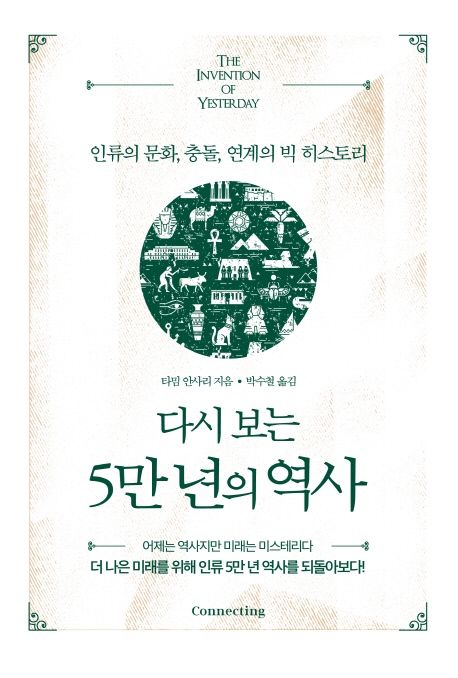 THE
INVENTION
OF
YESTERDAY
인류의 문화, 충돌, 연계의 빅 히스토리
타밈 안사리 지음 • 박수철 옮김
다시 보는
5만 년의 역사
어제는 역사지만 미래는 미스테리다
더 나은 미래를 위해 인류 5만 년 역사를 되돌아보다!
Connecting